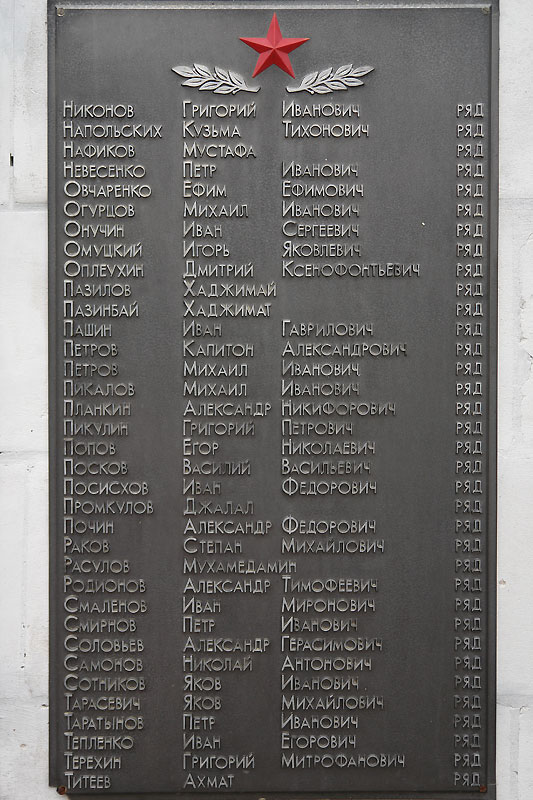 Никонов Григорий Иванович ряд
Напольских Кузьма Тихонович ряд
Нафиков Мустафа ряд
Невесенко Петр Иванович ряд
Овчаренко Ефим Ефимович ряд
Огурцов Михаил Иванович ряд
Онучин Иван Сергеевич ряд
Омуцкий Игорь Яковлевич ряд
Оплеухин Дмитрий Ксенофонтьевич ряд
Пазилов Хаджимай ряд
Пазинбай Хаджимат ряд
Пашин Иван Гаврилович ряд
Петров Капитон Александрович ряд
Петров Михаил Иванович ряд
Пикалов Михаил Иванович ряд
Планкин Александр Никифорович ряд
Пикулин Григорий Петрович ряд
Попов Егор Николаевич ряд
Посков Василий Васильевич ряд
Посисхов Иван Федорович ряд
Промкулов Джалал ряд
Почин Александр Федорович ряд
Раков Степан Михайлович ряд
Расулов Мухамедамин ряд
Родионов Александр Тимофеевич ряд
Смаленов Иван Миронович ряд
Смирнов Петр Иванович ряд
Соловьев Александр Герасимович ряд
Самонов Николай Антонович ряд
Сотников Яков Иванович ряд
Тарасевич Яков Михайлович ряд
Таратынов Петр Иванович ряд
Тепленко Иван Егорович ряд
Терехин Григорий Митрофанович ряд
Титеев Ахмат ряд